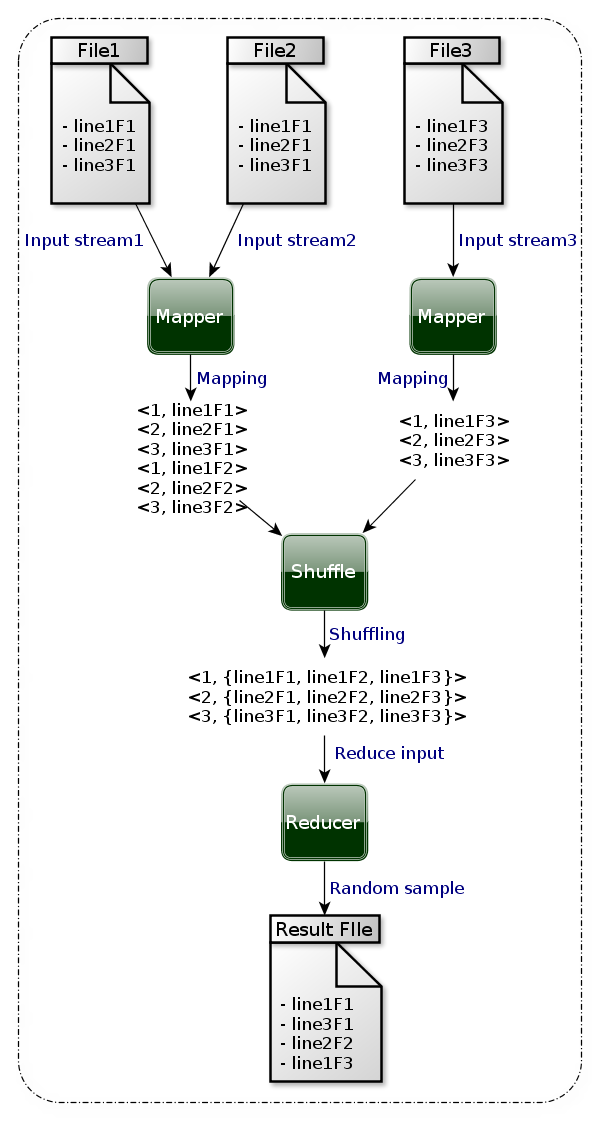 File1
- line1F1
- line2F1
- line3F1
File2
- line1F1
- line2F1
- line3F1
File3
- line1F3
- line2F3
- line3F3
Input stream1
Input stream2
Input stream3
Mapper
Mapper
Mapping
Mapping
<1, line1F1>
<2, line2F1>
<3, line3F1>
<1, line1F2>
<2, line2F2>
<3, line3F2>
<1, line1F3>
<2, line2F3>
<3, line3F3>
Shuffle
Shuffling
<1, {line1F1, line1F2, line1F3}>
<2, {line2F1, line2F2, line2F3}>
<3, {line3F1, line3F2, line3F3}>
Reduce input
Reducer
Random sample
Result FIle
- line1F1
- line3F1
- line2F2
- line1F3